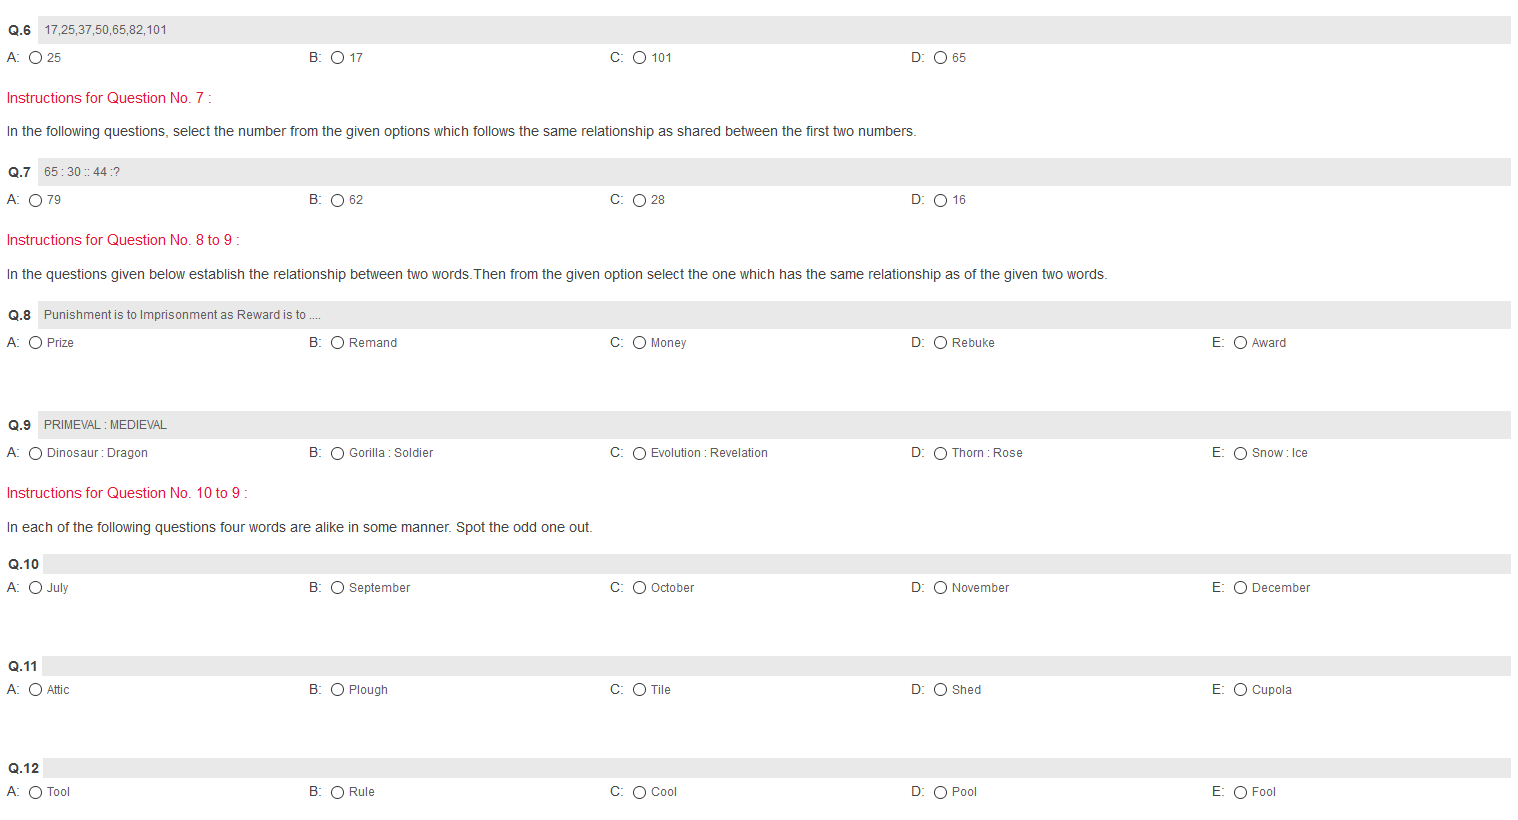 Q.6 17,25,37,50,65,82,101
A: 25 B: 17 C: 101 D: 65
Instructions for Question No. 7 :
In the following questions, select the number from the given options which follows the same relationship as shared between the first two numbers.
Q.7 65 : 30 :: 44 :?
A: 79 B: 62 C: 28 D: 16
Instructions for Question No. 8 to 9 :
In the questions given below establish the relationship between two words.Then from the given option select the one which has the same relationship as of the given two words.
Q.8 Punishment is to Imprisonment as Reward is to ....
A: Prize B: Remand C: Money D: Rebuke E: Award
Q.9 PRIMEVAL : MEDIEVAL
A: Dinosaur : Dragon B: Gorilla : Soldier C: Evolution : Revelation D: Thorn : Rose E: Snow : Ice
Instructions for Question No. 10 to 9 :
In each of the following questions four words are alike in some manner. Spot the odd one out.
Q.10
A: July B: September C: October D: November E: December
Q.11
A: Attic B: Plough C: Tile D: Shed E: Cupola
Q.12
A: Tool B: Rule C: Cool D: Pool E: Fool